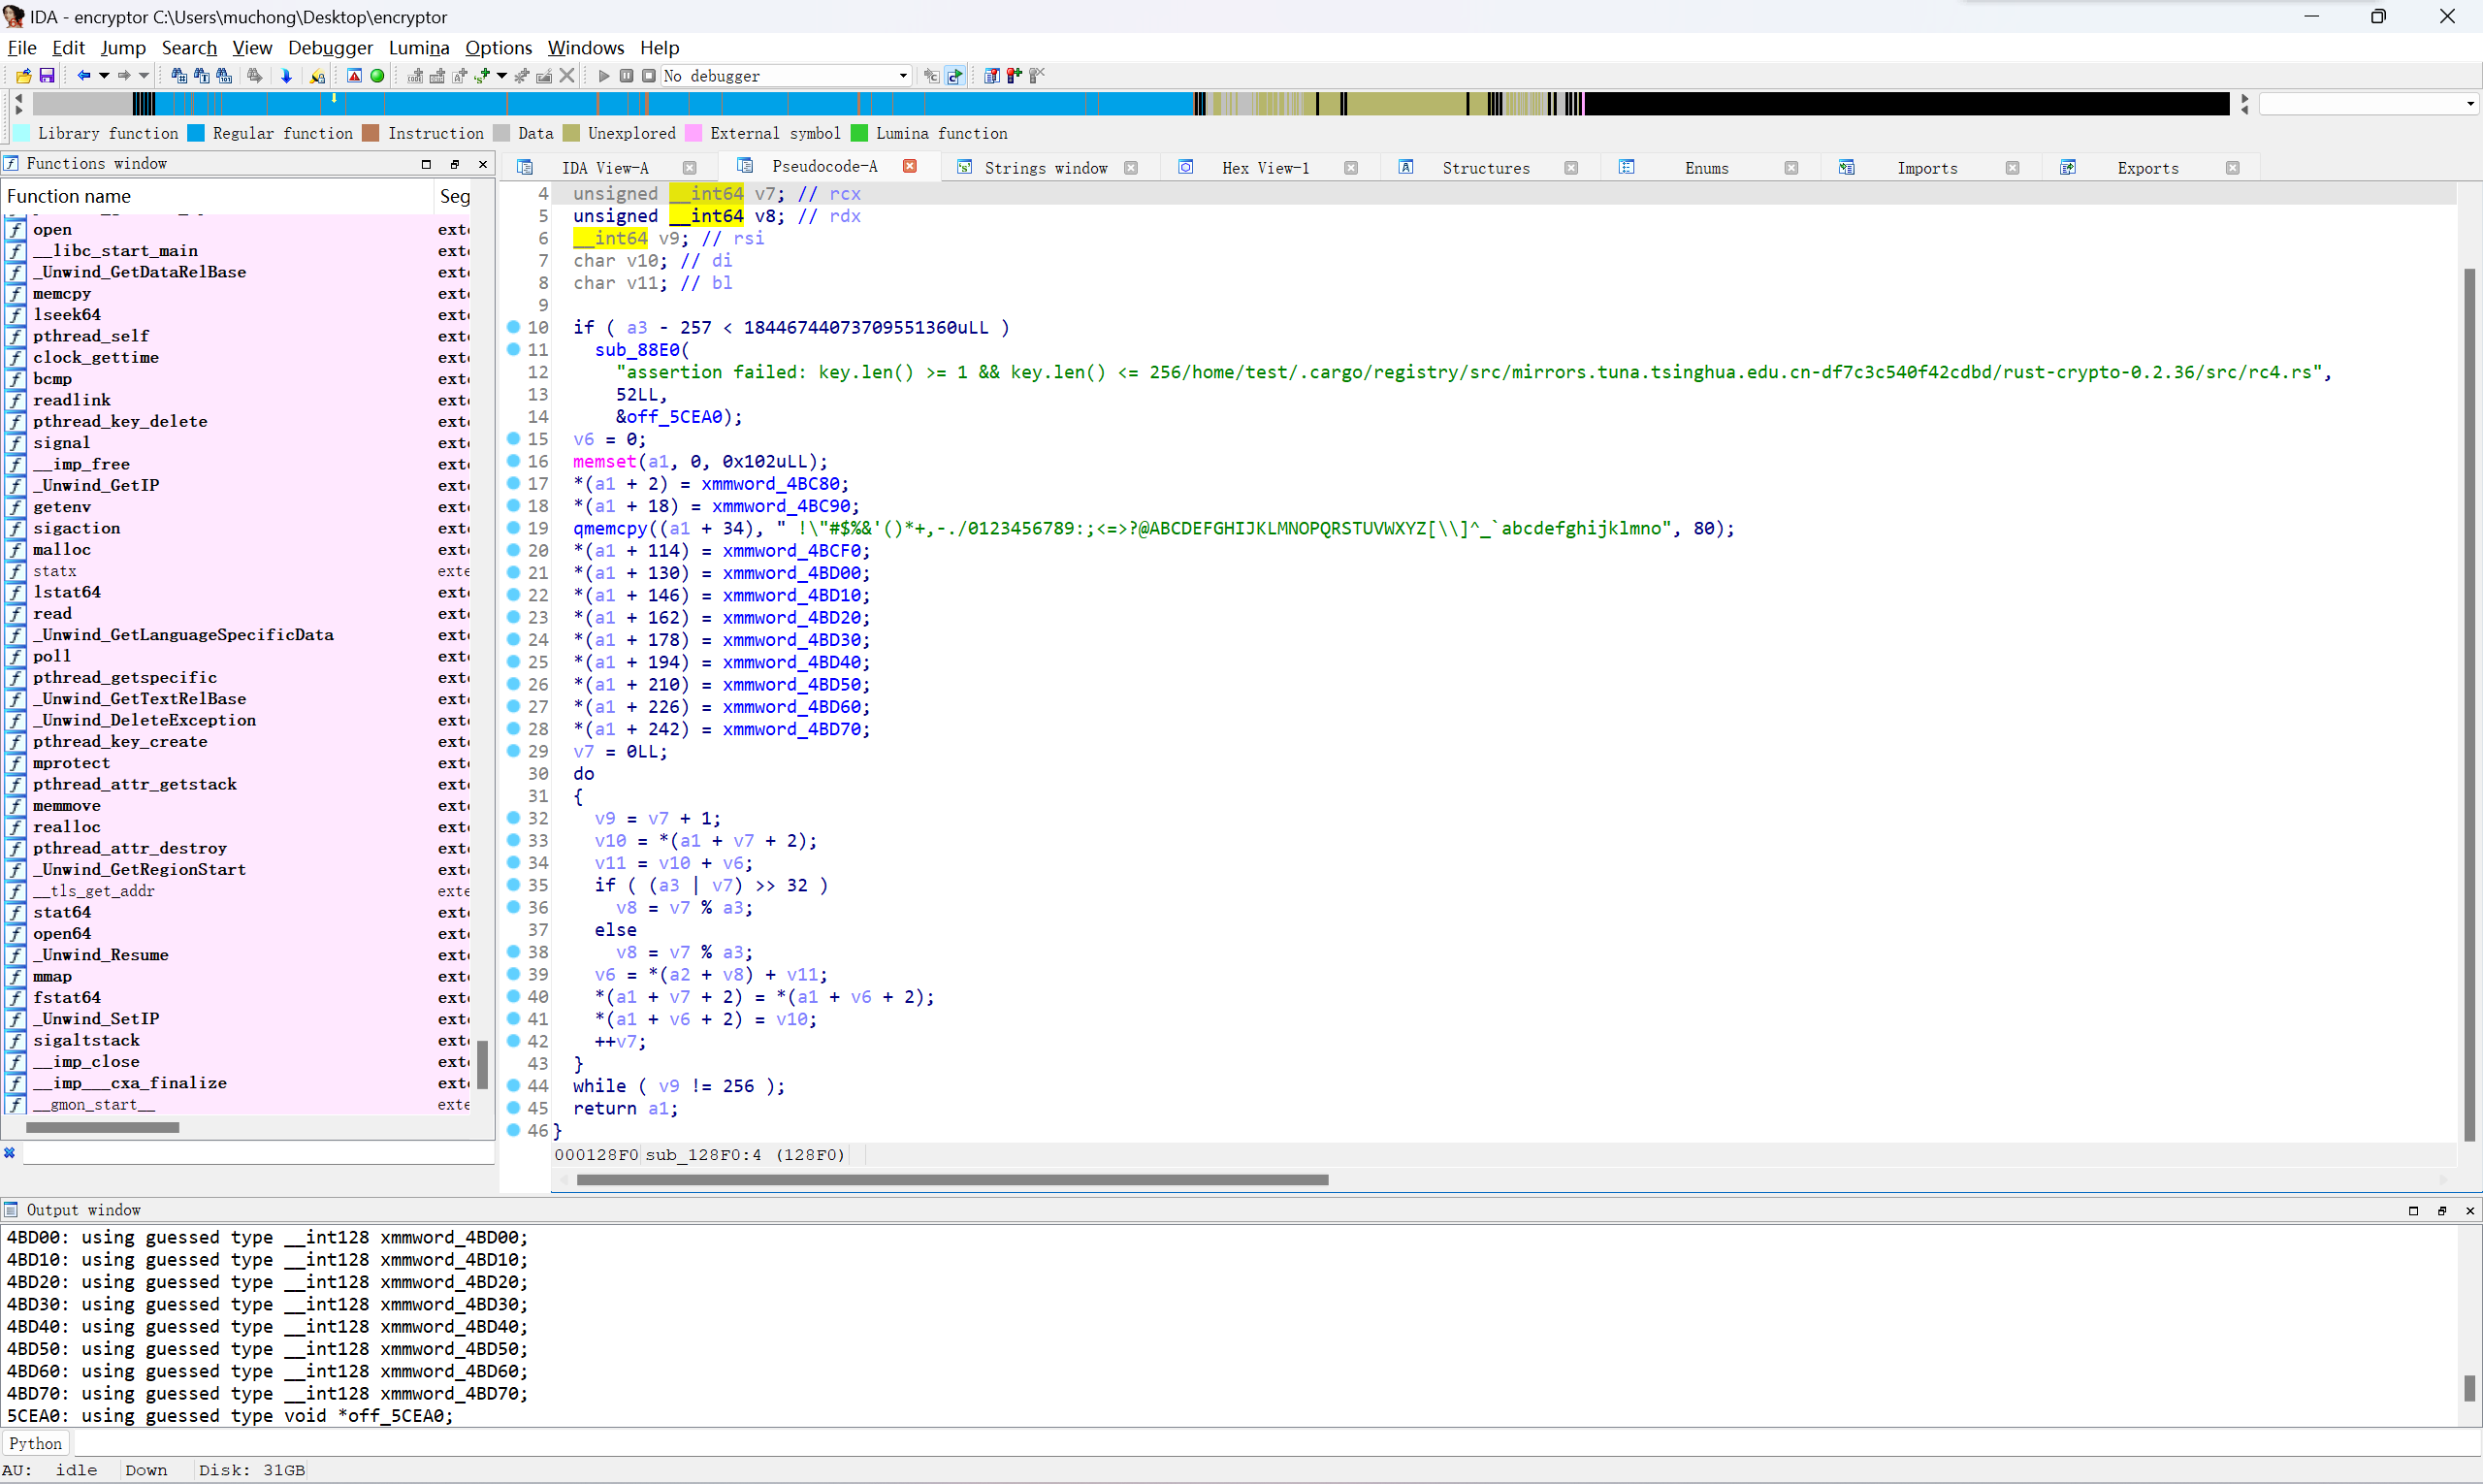 IDA - encryptor C:\Users\muchong\Desktop\encryptor
File Edit Jump Search View Debugger Lumina Options Windows Help
No debugger
Library function Regular function Instruction Data Unexplored External symbol Lumina function
Functions window
Function name Seg
open ext
__libc_start_main ext
_Unwind_GetDataRelBase ext
memcpy ext
lseek64 ext
pthread_self ext
clock_gettime ext
bcmp ext
readlink ext
pthread_key_delete ext
signal ext
__imp_free ext
_Unwind_GetIP ext
getenv ext
sigaction ext
malloc ext
statx exte
lstat64 ext
read ext
_Unwind_GetLanguageSpecificData ext
poll ext
pthread_getspecific ext
_Unwind_GetTextRelBase ext
_Unwind_DeleteException ext
pthread_key_create ext
mprotect ext
pthread_attr_getstack ext
memmove ext
realloc ext
pthread_attr_destroy ext
_Unwind_GetRegionStart ext
__tls_get_addr exte
stat64 ext
open64 ext
_Unwind_Resume ext
mmap ext
fstat64 ext
_Unwind_SetIP ext
sigaltstack ext
__imp_close ext
__imp___cxa_finalize ext
__gmon_start__ exte
IDA View-A Pseudocode-A Strings window Hex View-1 Structures Enums Imports Exports
4 unsigned __int64 v7; // rcx
5 unsigned __int64 v8; // rdx
6 __int64 v9; // rsi
7 char v10; // di
8 char v11; // bl
9
10 if ( a3 - 257 < 18446744073709551360uLL )
11 sub_88E0(
12 "assertion failed: key.len() >= 1 && key.len() <= 256/home/test/.cargo/registry/src/mirrors.tuna.tsinghua.edu.cn-df7c3c540f42cdbd/rust-crypto-0.2.36/src/rc4.rs",
13 52LL,
14 &off_5CEA0);
15 v6 = 0;
16 memset(a1, 0, 0x102uLL);
17 *(a1 + 2) = xmmword_4BC80;
18 *(a1 + 18) = xmmword_4BC90;
19 qmemcpy((a1 + 34), " !\"#$%&'()*+,-./0123456789:;<=>?@ABCDEFGHIJKLMNOPQRSTUVWXYZ[\\]^_`abcdefghijklmno", 80);
20 *(a1 + 114) = xmmword_4BCF0;
21 *(a1 + 130) = xmmword_4BD00;
22 *(a1 + 146) = xmmword_4BD10;
23 *(a1 + 162) = xmmword_4BD20;
24 *(a1 + 178) = xmmword_4BD30;
25 *(a1 + 194) = xmmword_4BD40;
26 *(a1 + 210) = xmmword_4BD50;
27 *(a1 + 226) = xmmword_4BD60;
28 *(a1 + 242) = xmmword_4BD70;
29 v7 = 0LL;
30 do
31 {
32 v9 = v7 + 1;
33 v10 = *(a1 + v7 + 2);
34 v11 = v10 + v6;
35 if ( (a3 | v7) >> 32 )
36 v8 = v7 % a3;
37 else
38 v8 = v7 % a3;
39 v6 = *(a2 + v8) + v11;
40 *(a1 + v7 + 2) = *(a1 + v6 + 2);
41 *(a1 + v6 + 2) = v10;
42 ++v7;
43 }
44 while ( v9 != 256 );
45 return a1;
46 }
000128F0 sub_128F0:4 (128F0)
Output window
4BD00: using guessed type __int128 xmmword_4BD00;
4BD10: using guessed type __int128 xmmword_4BD10;
4BD20: using guessed type __int128 xmmword_4BD20;
4BD30: using guessed type __int128 xmmword_4BD30;
4BD40: using guessed type __int128 xmmword_4BD40;
4BD50: using guessed type __int128 xmmword_4BD50;
4BD60: using guessed type __int128 xmmword_4BD60;
4BD70: using guessed type __int128 xmmword_4BD70;
5CEA0: using guessed type void *off_5CEA0;
Python
AU: idle Down Disk: 31GB